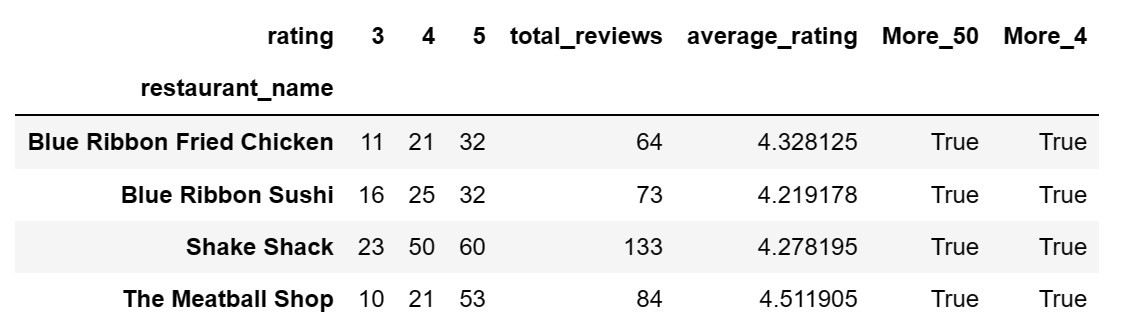 rating 3 4 5 total_reviews average_rating More_50 More_4
restaurant_name
Blue Ribbon Fried Chicken 11 21 32 64 4.328125 True True
Blue Ribbon Sushi 16 25 32 73 4.219178 True True
Shake Shack 23 50 60 133 4.278195 True True
The Meatball Shop 10 21 53 84 4.511905 True True